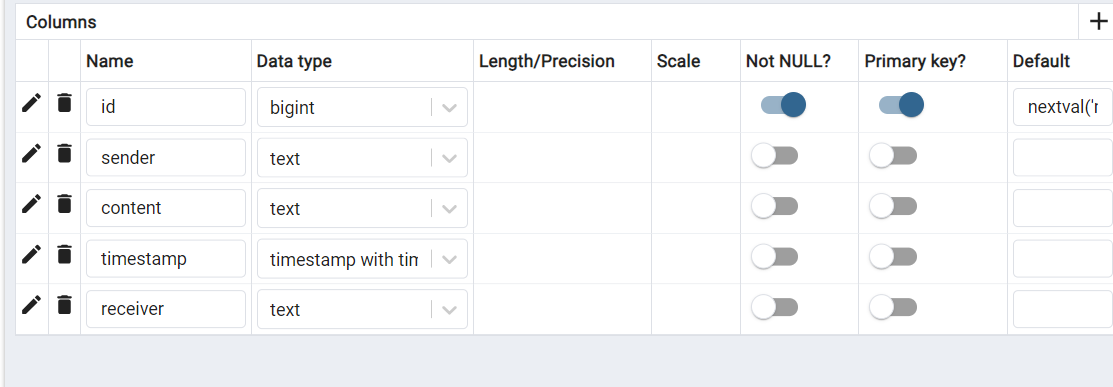 Columns
Name Data type Length/Precision Scale Not NULL? Primary key? Default
id bigint nextval('r
sender text
content text
timestamp timestamp with tim
receiver text